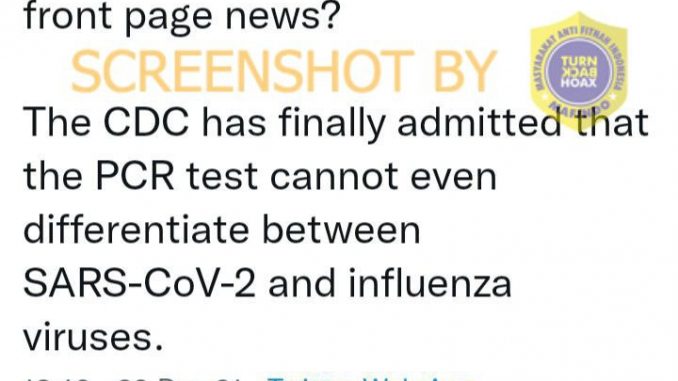 front page news?
SCREENSHOT BY
MASYARAKAT ANTI FITNAH INDONESIA
TURN
BACK
HOAX
MAFINDO
The CDC has finally admitted that
the PCR test cannot even
differentiate between
SARS-CoV-2 and influenza
viruses.